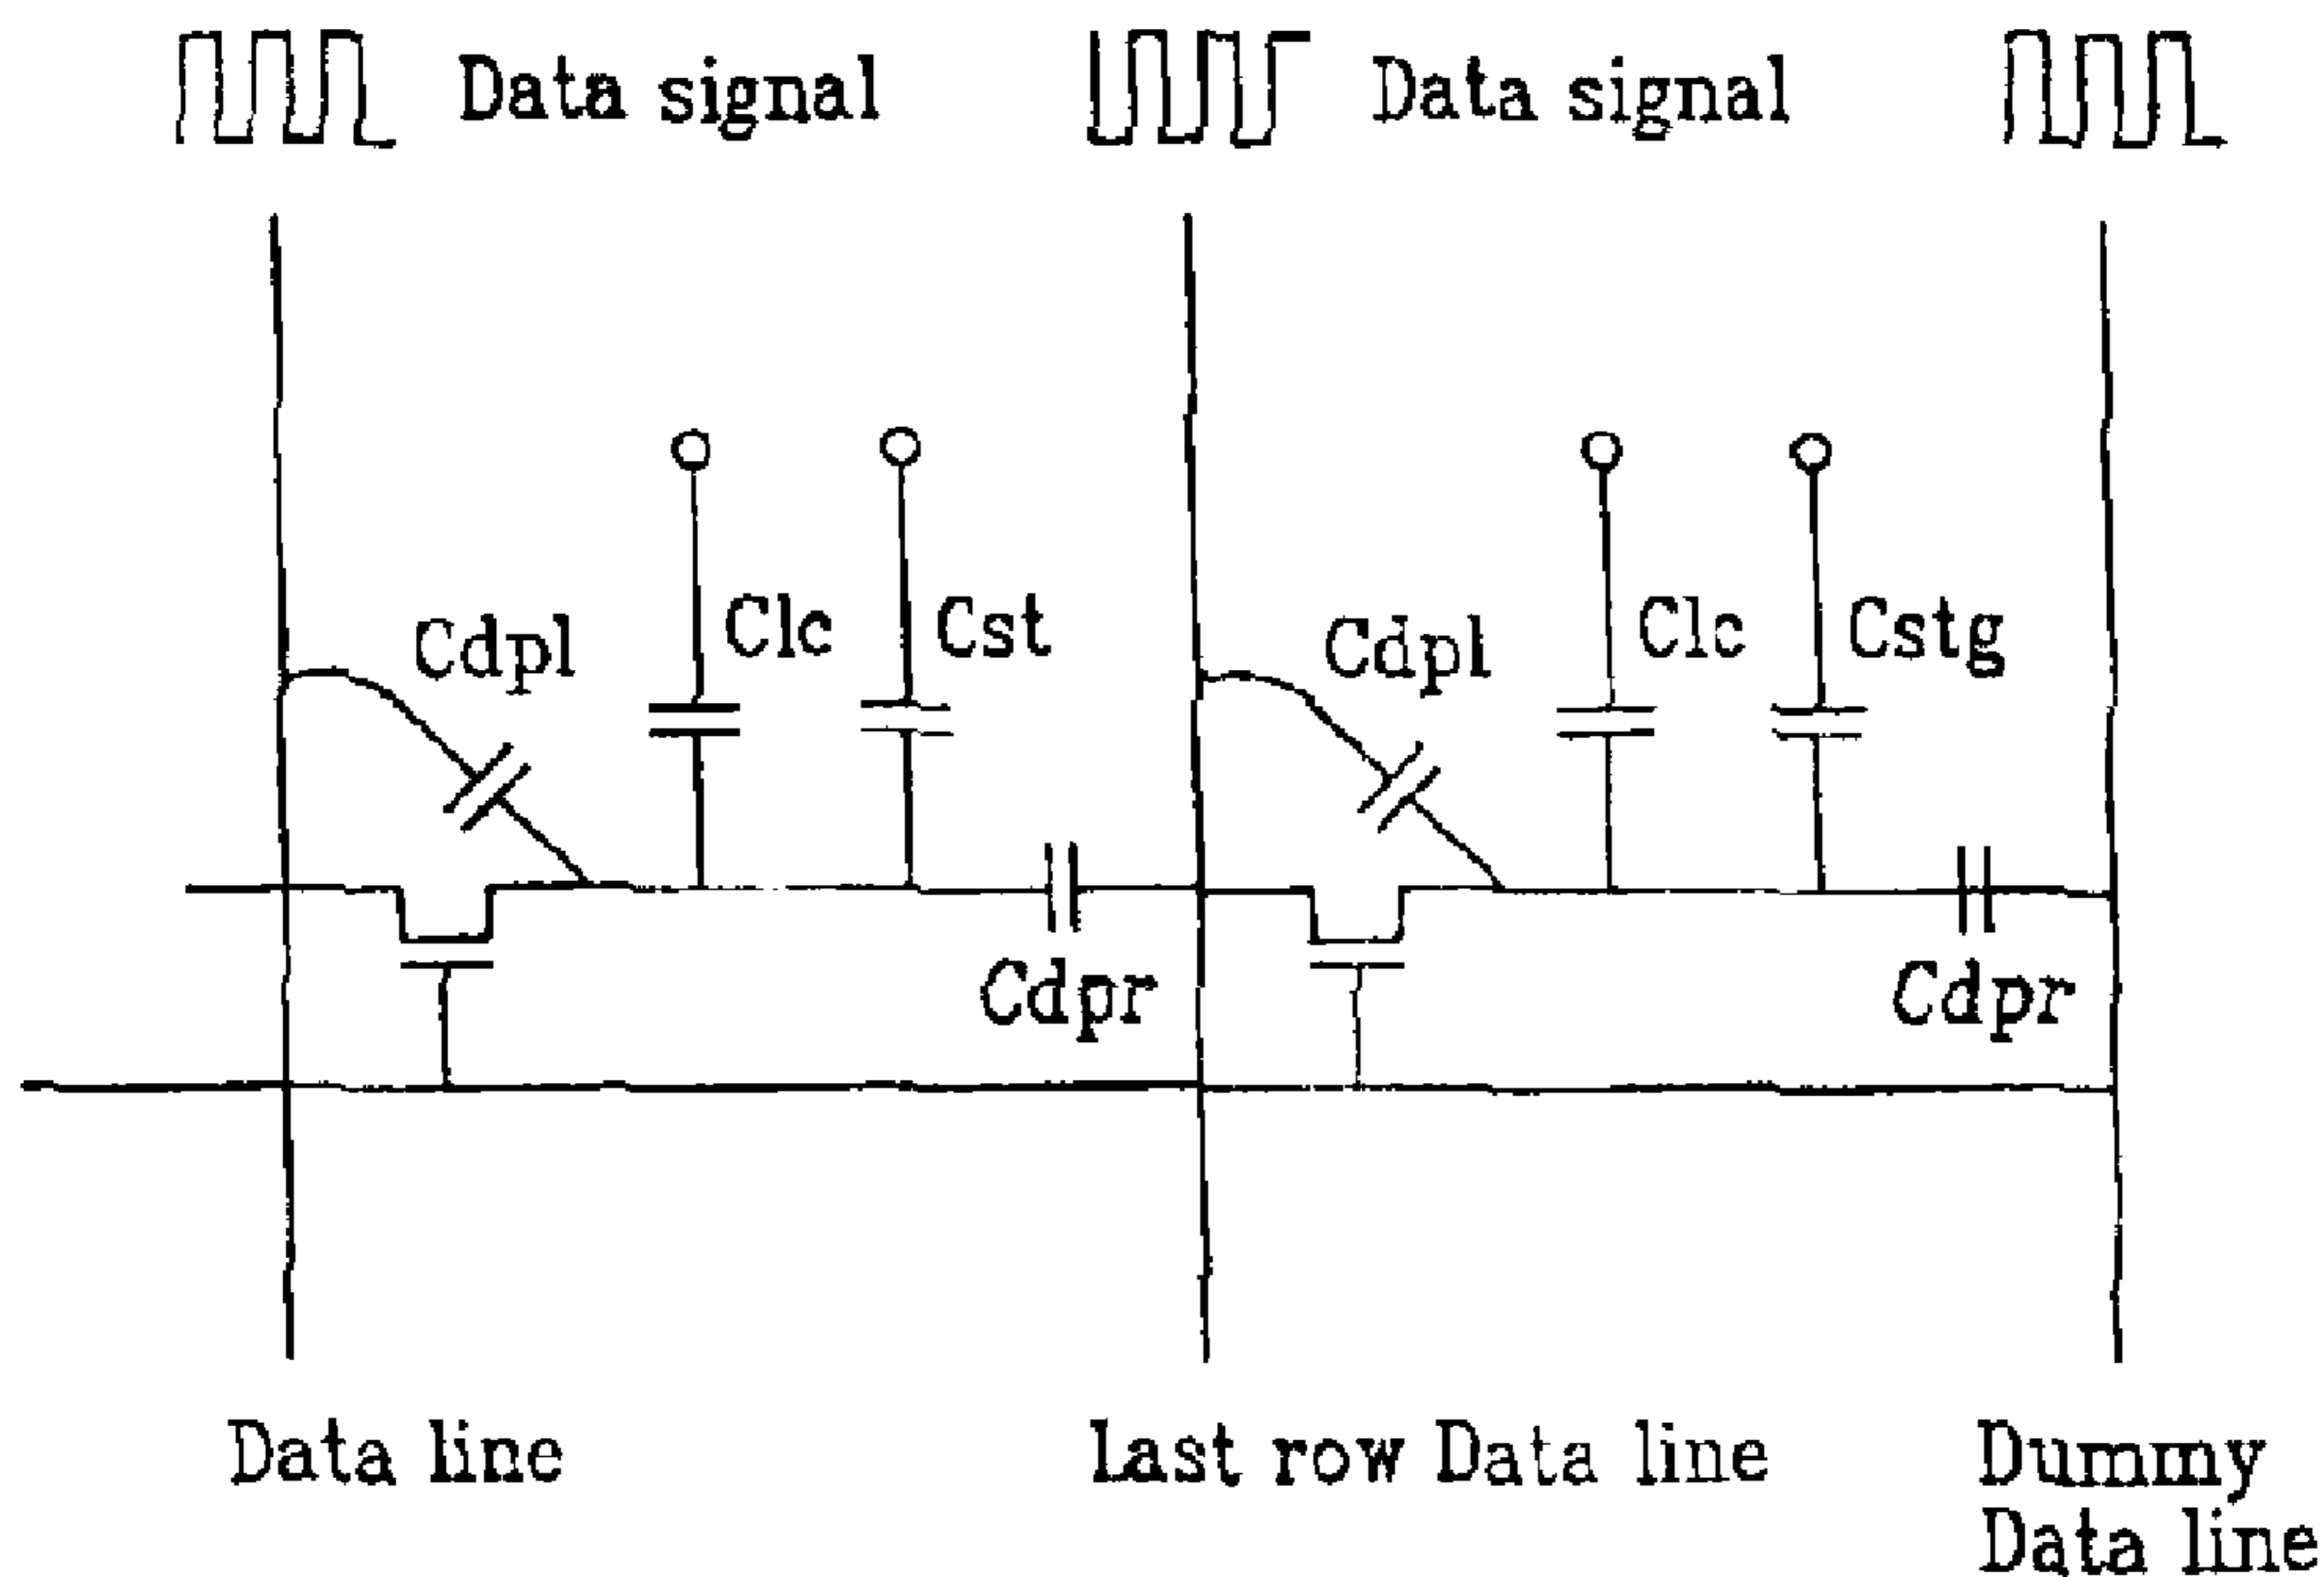 Data signal
Data signal
Cdpl
Clc
Cst
Cdpl
Clc
Cstg
Cdpr
Cdpr
Data line
Last row Data line
Dummy
Data line